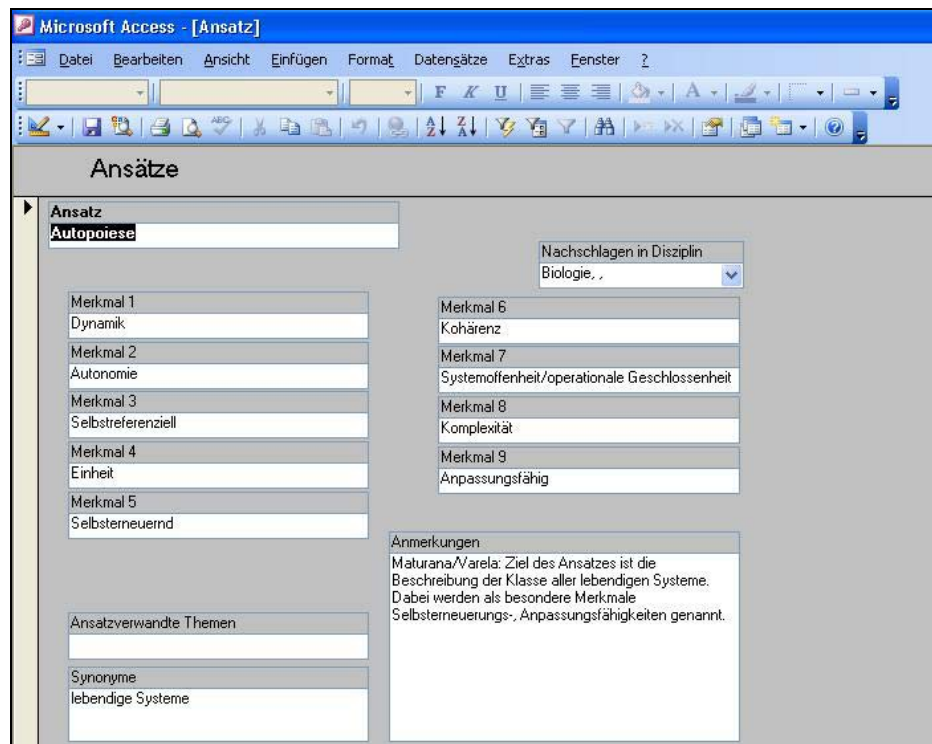 Microsoft Access - [Ansatz]
Datei Bearbeiten Ansicht Einfügen Format Datensätze Extras Fenster ?
F K U A
ABC A Z Z A
Ansätze
Ansatz
Autopoiese
Nachschlagen in Disziplin
Biologie, ,
Merkmal 1
Dynamik
Merkmal 2
Autonomie
Merkmal 3
Selbstreferenziell
Merkmal 4
Einheit
Merkmal 5
Selbsterneuernd
Merkmal 6
Kohärenz
Merkmal 7
Systemoffenheit/operationale Geschlossenheit
Merkmal 8
Komplexität
Merkmal 9
Anpassungsfähig
Anmerkungen
Maturana/Varela: Ziel des Ansatzes ist die
Beschreibung der Klasse aller lebendigen Systeme.
Dabei werden als besondere Merkmale
Selbsterneuerungs-, Anpassungsfähigkeiten genannt.
Ansatzverwandte Themen
Synonyme
lebendige Systeme